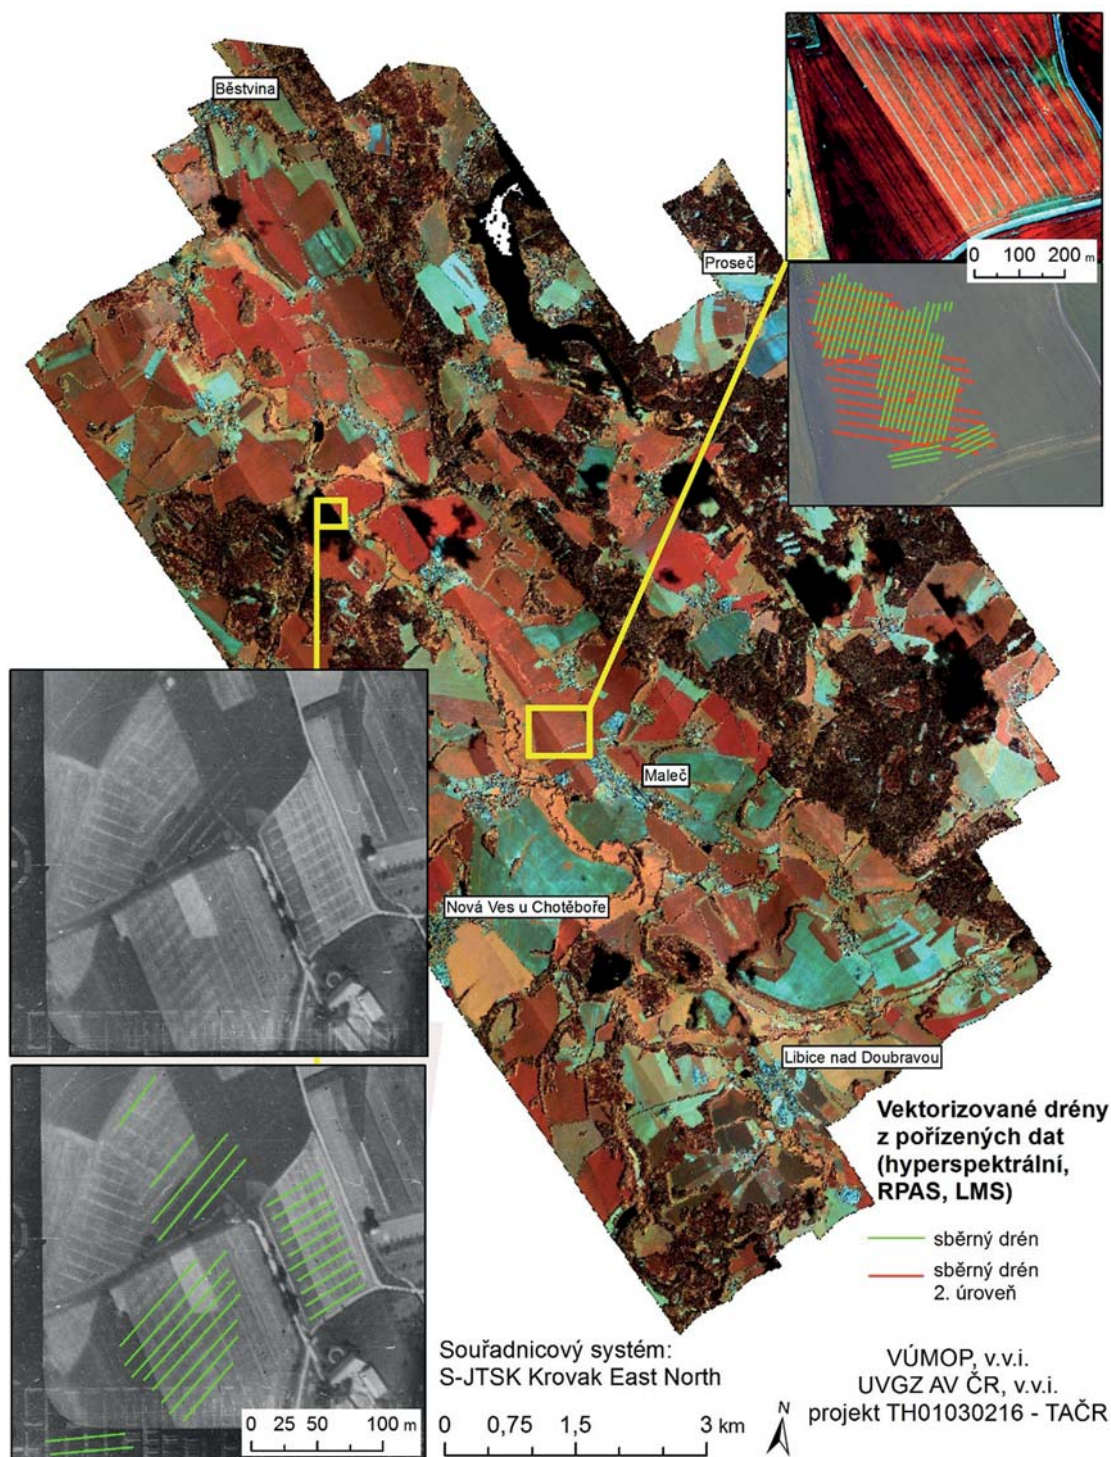 Běstvina
Proseč
0 100 200 m
Maleč
Nová Ves u Chotěboře
Libice nad Doubravou
Vektorizované drény
z pořízených dat
(hyperspektrální,
RPAS, LMS)
sběrný drén
sběrný drén
2. úroveň
0 25 50 100 m
Souřadnicový systém:
S-JTSK Krovak East North
0 0,75 1,5 3 km
N
VÚMOP, v.v.i.
UVGZ AV ČR, v.v.i.
projekt TH01030216 - TAČR